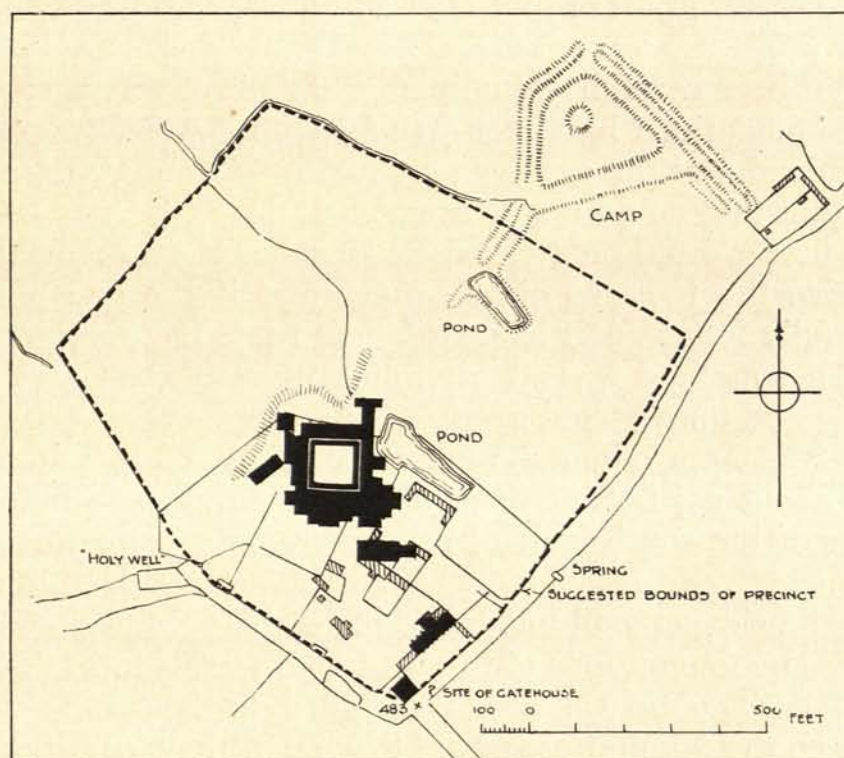 CAMP
POND
POND
"HOLY WELL"
SPRING
SUGGESTED BOUNDS OF PRECINCT
? SITE OF GATEHOUSE
483
100 0 500 FEET